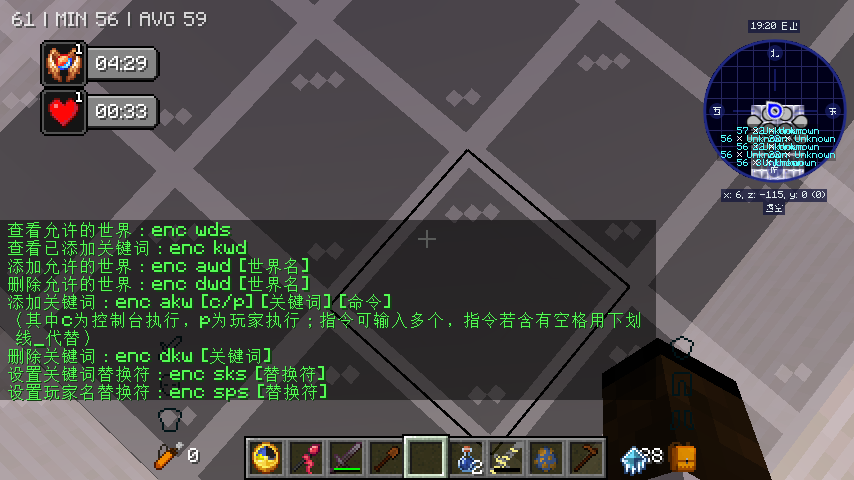 61 | MIN 56 | AVG 59
19:20
1
04:29
北
1
00:33
x: 6, z: -115, y: 0 (0)
虚空
查看允许的世界：enc wds
查看已添加关键词：enc kwd
添加允许的世界：enc awd [世界名]
删除允许的世界：enc dwd [世界名]
添加关键词：enc akw [c/p] [关键词] [命令]
（其中c为控制台执行，p为玩家执行；指令可输入多个，指令若含有空格用下划
线_代替）
删除关键词：enc dkw [关键词]
设置关键词替换符：enc sks [替换符]
设置玩家名替换符：enc sps [替换符]
0
2